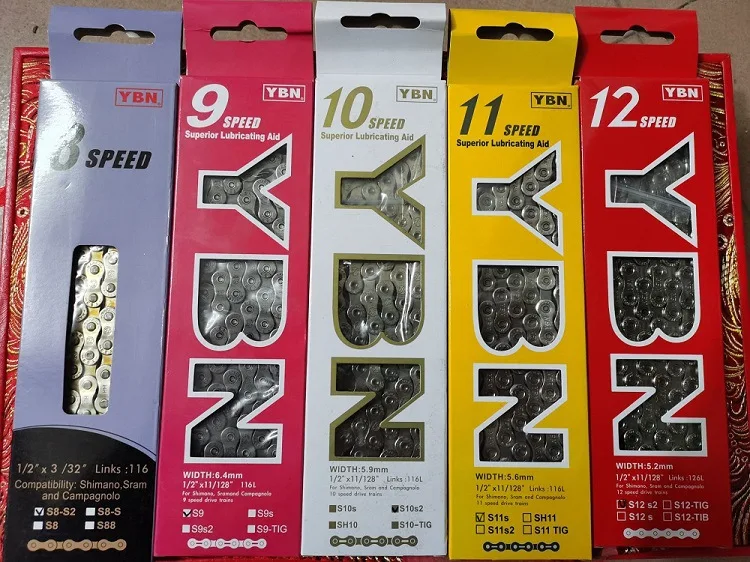 YBN
8 SPEED
1/2" x 3 /32" Links :116
Compatibility: Shimano,Sram
and Campagnolo
S8-S2 S8-S
S8 S88
YBN
9 SPEED
Superior Lubricating Aid
YBN
WIDTH:6.4mm
1/2"x11/128" 116L
For Shimano, Sramand Campagnolo
9 speed drive trains
S9 S9s
S9s2 S9-TIG
YBN
10 SPEED
Superior Lubricating Aid
YBN
WIDTH:5.9mm
1/2"x11/128" Links:116L
For Shimano, Sram and Campagnolo
10 speed drive trains
S10s S10s2
SH10 S10-TIG
YBN
11 SPEED
Superior Lubricating Aid
YBN
WIDTH:5.6mm
1/2"x11/128" Links:116L
For Shimano, Sram and Campagnolo
11 speed drive trains
S11s SH11
S11s2 S11 TIG
YBN
12 SPEED
YBN
WIDTH:5.2mm
1/2"x11/128" Links:126L
For Shimano, Sram and Campagnolo
12 speed drive trains
S12 s2 S12-TIG
S12 s S12-TIB